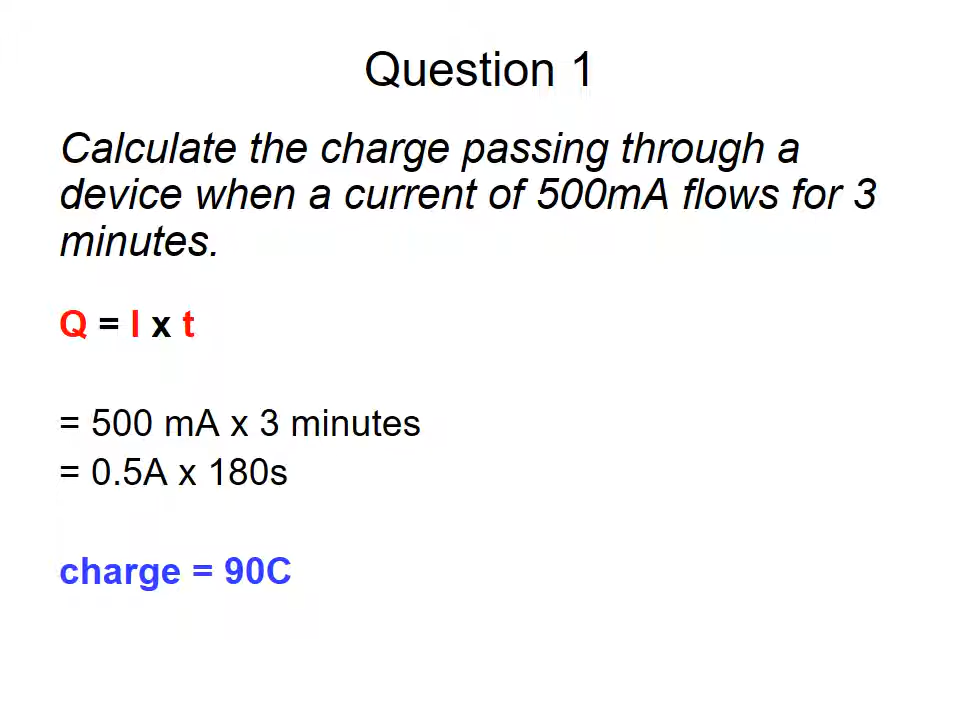 Question 1
Calculate the charge passing through a
device when a current of 500mA flows for 3
minutes.
Q = I x t
= 500 mA x 3 minutes
= 0.5A x 180s
charge = 90C